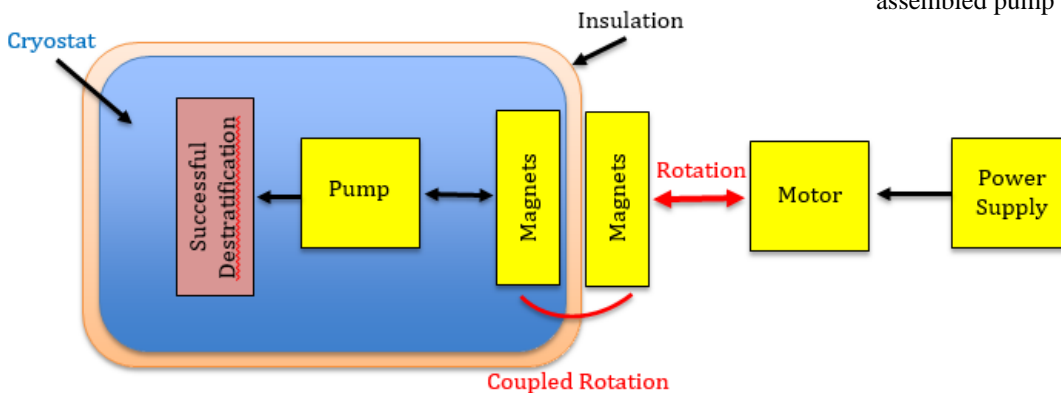 assembled pump
Insulation
Cryostat
Successful
Destratification
Pump
Magnets
Magnets
Rotation
Motor
Power
Supply
Coupled Rotation